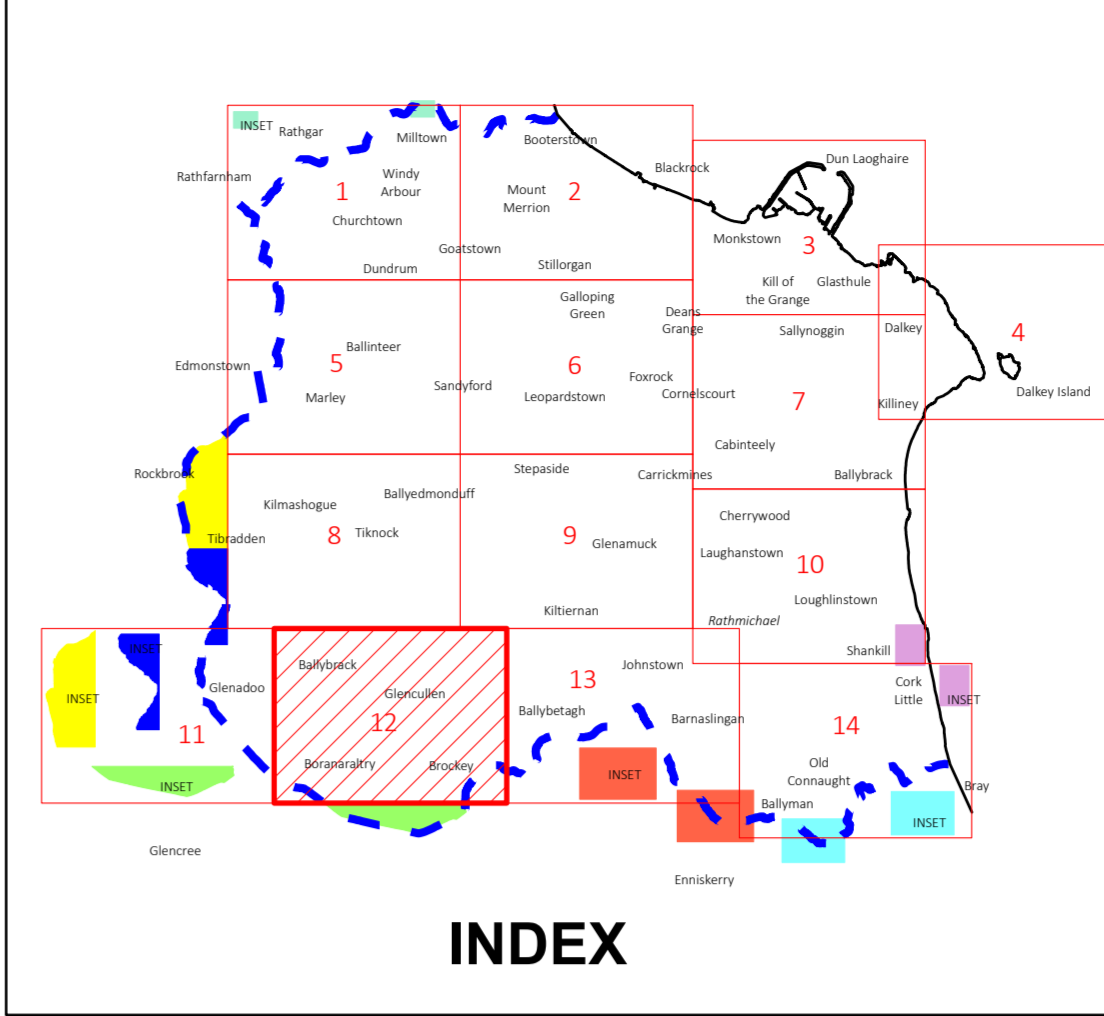 INSET
Rathgar
Milltown
Booterstown
Rathfarnham
Windy
Arbour
1
Mount
Merrion
2
Blackrock
Dun Laoghaire
Churchtown
Goatstown
Dundrum
Stillorgan
Monkstown
3
Kill of
the Grange
Glasthule
Galloping
Green
Deans
Grange
Sallynoggin
Dalkey
4
Edmonstown
Ballinteer
5
Marley
Sandyford
6
Leopardstown
Foxrock
Cornelscourt
7
Killiney
Dalkey Island
Cabinteely
Rockbrook
Stepaside
Carrickmines
Ballybrack
Kilmashogue
Ballyedmonduff
Tibradden
8
Tiknock
9
Glenamuck
Cherrywood
Laughanstown
10
Loughlinstown
Kiltiernan
Rathmichael
Shankill
INSET
INSET
Glenadoo
11
Ballybrack
Glencullen
12
Johnstown
13
Ballybetagh
Barnaslingan
Cork
Little
INSET
14
Boranaraltry
Brockey
INSET
INSET
Old
Connaught
Ballyman
Bray
INSET
Glencree
Enniskerry
INDEX